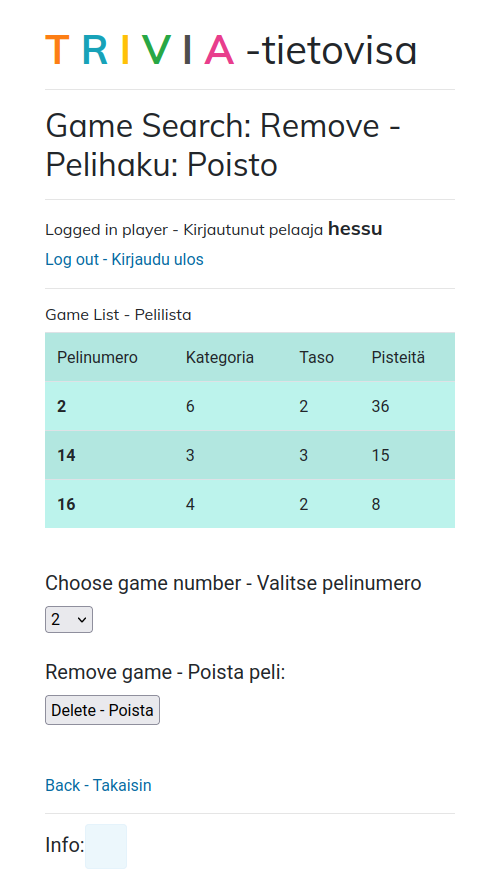 T R I V I A -tietovisa
Game Search: Remove -
Pelihaku: Poisto
Logged in player - Kirjautunut pelaaja hessu
Log out - Kirjaudu ulos
Game List - Pelilista
Pelinumero Kategoria Taso Pisteitä
2 6 2 36
14 3 3 15
16 4 2 8
Choose game number - Valitse pelinumero
2
Remove game - Poista peli:
Delete - Poista
Back - Takaisin
Info: